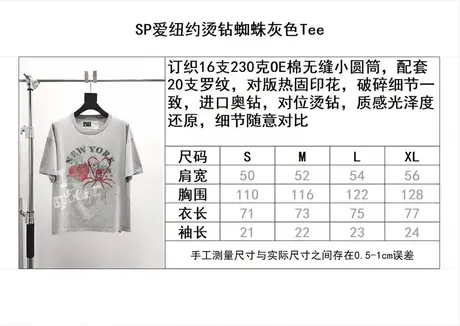 SP爱纽约烫钻蜘蛛灰色Tee
订织16支230克OE棉无缝小圆筒，配套
20支罗纹，对版热固印花，破碎细节一
致，进口奥钻，对位烫钻，质感光泽度
还原，细节随意对比
尺码 S M L XL
肩宽 50 52 54 56
胸围 110 116 122 128
衣长 71 73 75 77
袖长 21 22 23 24
手工测量尺寸与实际尺寸之间存在0.5-1cm误差
NEW YORK